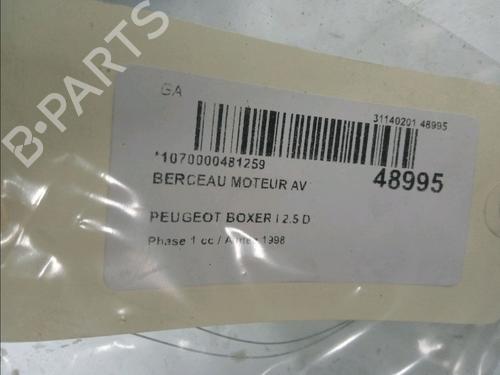 B-PARTS
GA
31140201 48995
*1070000481259
48995
BERCEAU MOTEUR AV
PEUGEOT BOXER I 2.5 D
Phase 1 cc / Année 1998